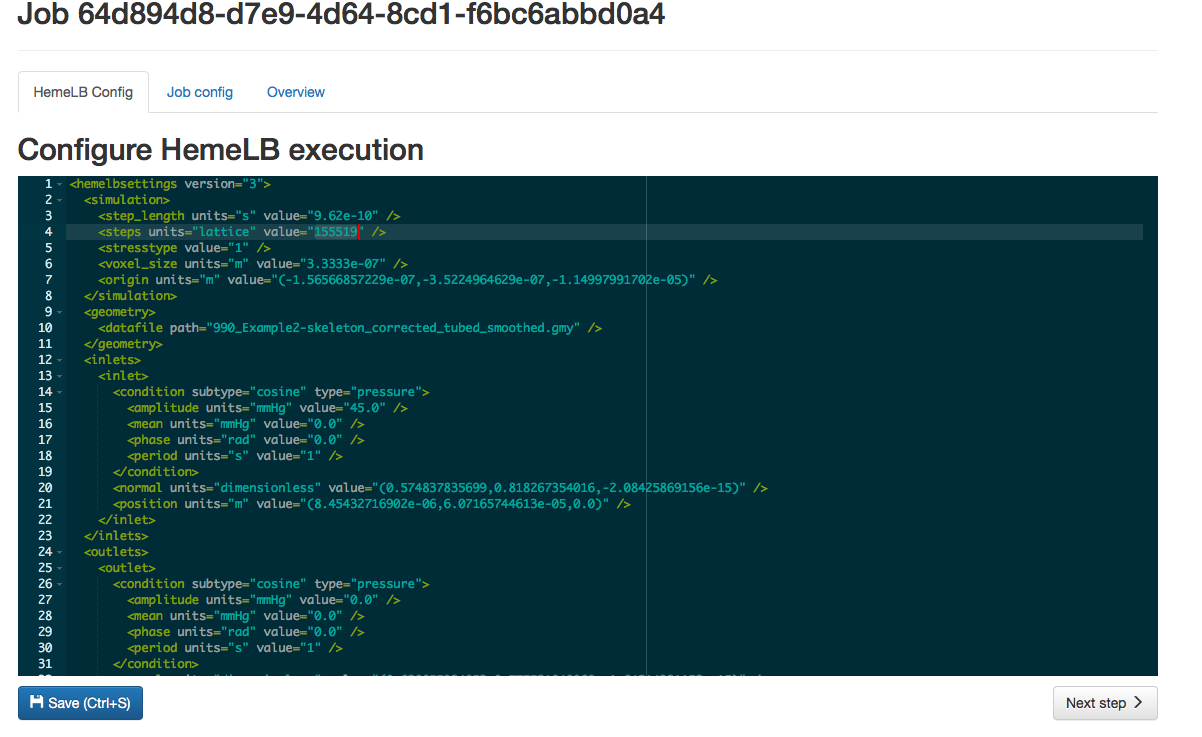 Job 64d894d8-d7e9-4d64-8cd1-f6bc6abbd0a4
HemeLB Config Job config Overview
Configure HemeLB execution
1 <hemelbsettings version="3">
2 <simulation>
3 <step_length units="s" value="9.62e-10" />
4 <steps units="lattice" value="155519" />
5 <stresstype value="1" />
6 <voxel_size units="m" value="3.3333e-07" />
7 <origin units="m" value="(-1.56566857229e-07,-3.5224964629e-07,-1.14997991702e-05)" />
8 </simulation>
9 <geometry>
10 <datafile path="990_Example2-skeleton_corrected_tubed_smoothed.gmy" />
11 </geometry>
12 <inlets>
13 <inlet>
14 <condition subtype="cosine" type="pressure">
15 <amplitude units="mmHg" value="45.0" />
16 <mean units="mmHg" value="0.0" />
17 <phase units="rad" value="0.0" />
18 <period units="s" value="1" />
19 </condition>
20 <normal units="dimensionless" value="(0.574837835699,0.818267354016,-2.08425869156e-15)" />
21 <position units="m" value="(8.45432716902e-06,6.07165744613e-05,0.0)" />
22 </inlet>
23 </inlets>
24 <outlets>
25 <outlet>
26 <condition subtype="cosine" type="pressure">
27 <amplitude units="mmHg" value="0.0" />
28 <mean units="mmHg" value="0.0" />
29 <phase units="rad" value="0.0" />
30 <period units="s" value="1" />
31 </condition>
Save (Ctrl+S) Next step